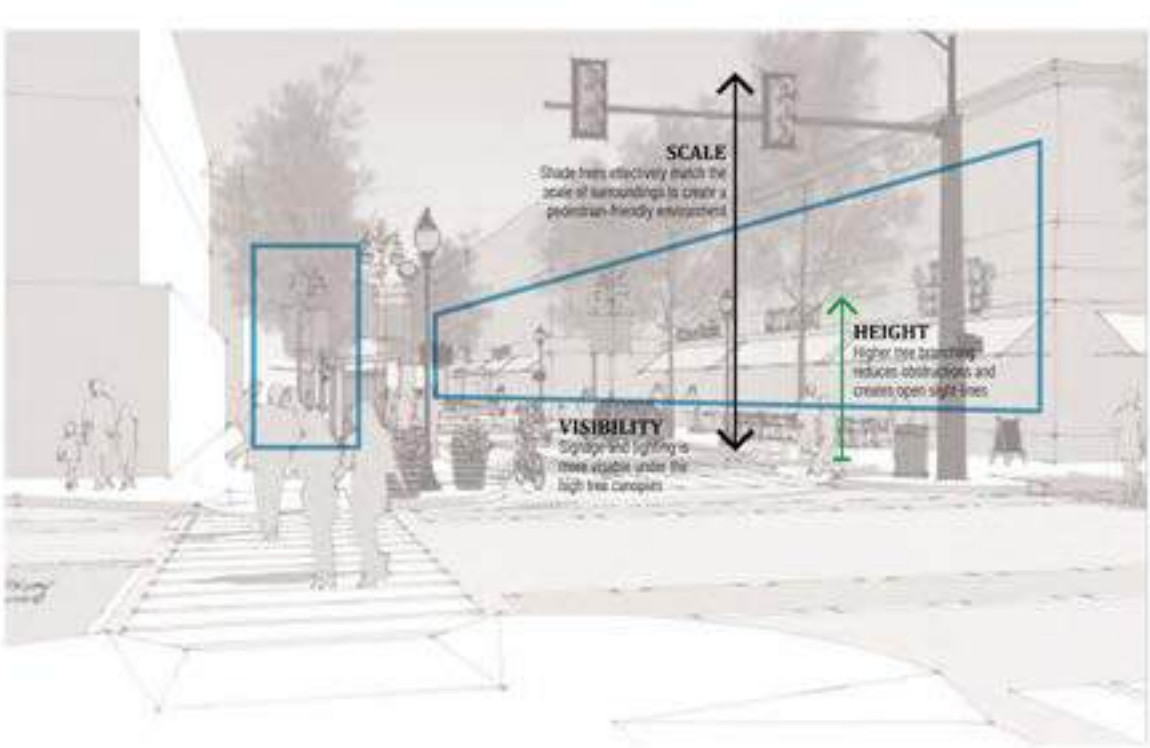 SCALE
Shade trees effectively match the
scale of surroundings to create a
pedestrian-friendly environment
HEIGHT
Higher tree branching
reduces obstructions and
creates open sight-lines
VISIBILITY
Signage and lighting is
more visible under the
high tree canopies